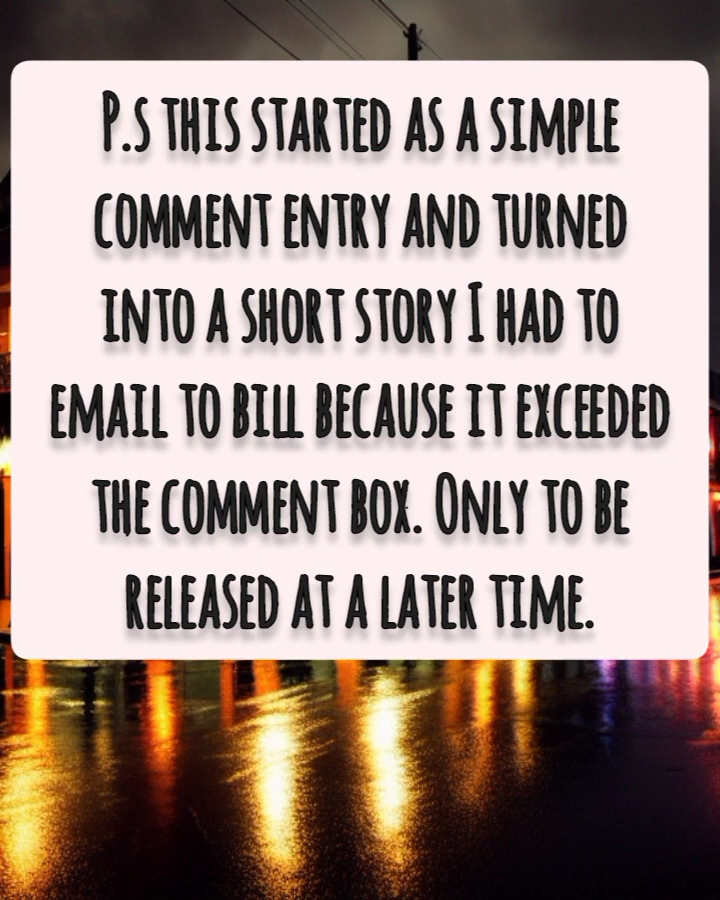 P.S THIS STARTED AS A SIMPLE
COMMENT ENTRY AND TURNED
INTO A SHORT STORY I HAD TO
EMAIL TO BILL BECAUSE IT EXCEEDED
THE COMMENT BOX. ONLY TO BE
RELEASED AT A LATER TIME.